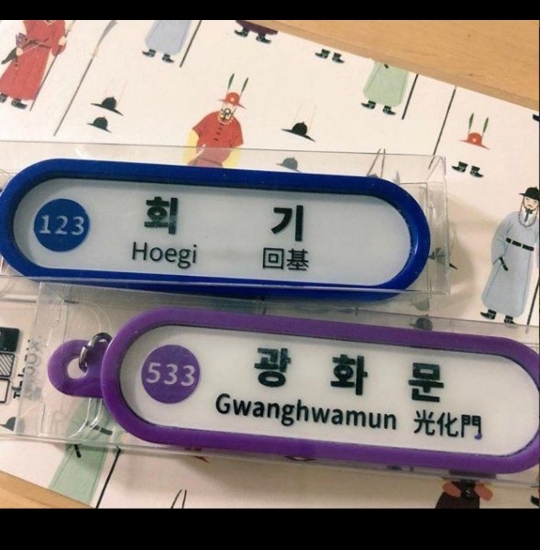 123 회 기
Hoegi 回基
533 광 화 문
Gwanghwamun 光化門